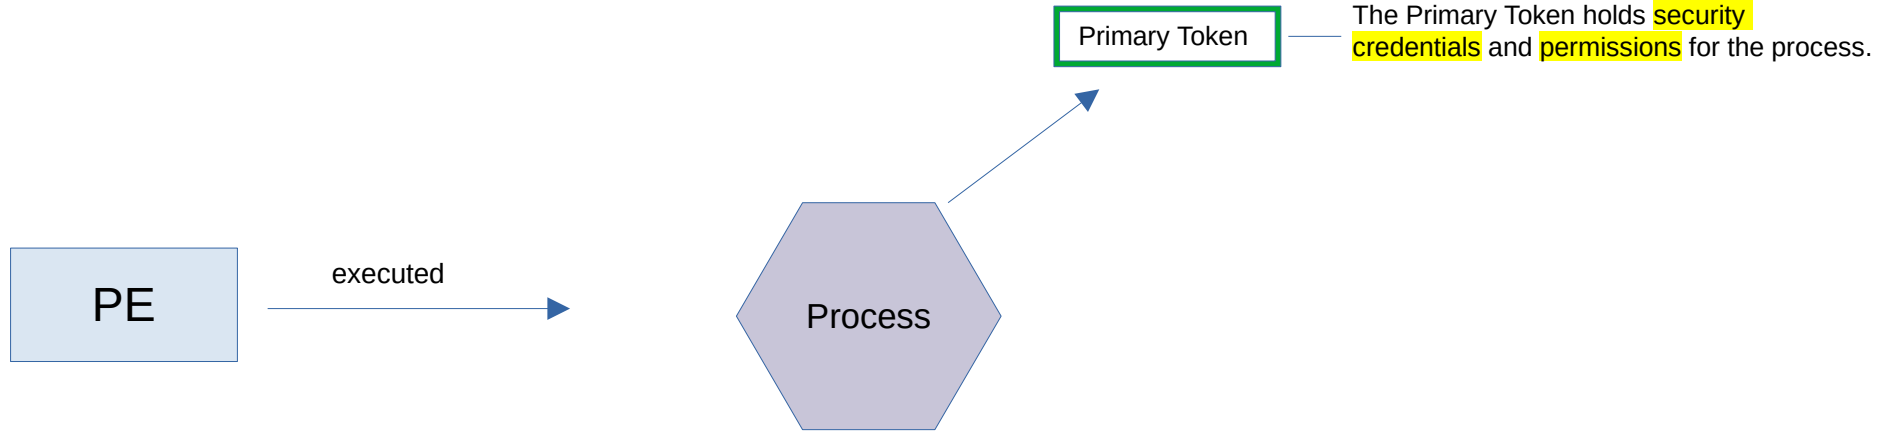 Primary Token
The Primary Token holds security
credentials and permissions for the process.
executed
PE
Process